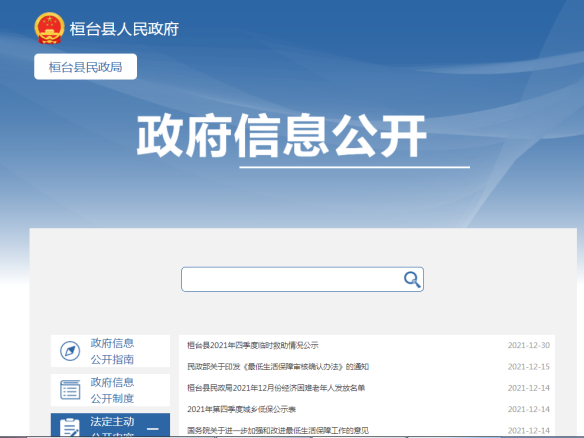 桓台县人民政府
桓台县民政局
政府信息公开
政府信息
公开指南
政府信息
公开制度
法定主动
公开内容
桓台县2021年四季度临时救助情况公示 2021-12-30
民政部关于印发《最低生活保障审核确认办法》的通知 2021-12-15
桓台县民政局2021年12月份经济困难老年人发放名单 2021-12-14
2021年第四季度城乡低保公示表 2021-12-14
国务院关于进一步加强和改进最低生活保障工作的意见 2021-12-14